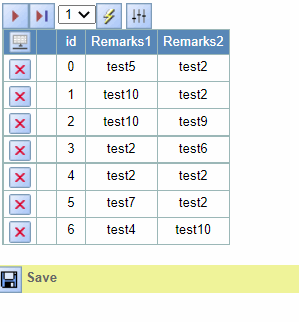 1
id Remarks1 Remarks2
0 test5 test2
1 test10 test2
2 test10 test9
3 test2 test6
4 test2 test2
5 test7 test2
6 test4 test10
Save